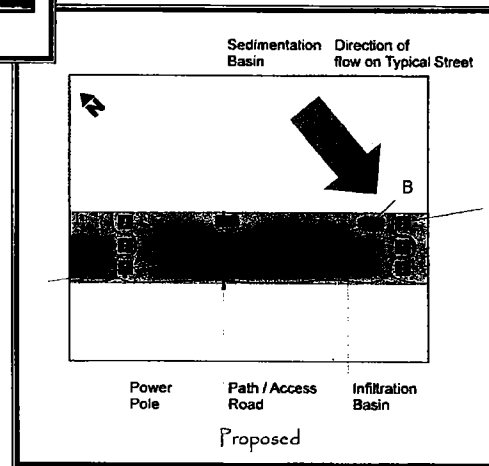 Sedimentation Direction of
Basin flow on Typical Street
N
B
Power Path / Access Infiltration
Pole Road Basin
Proposed